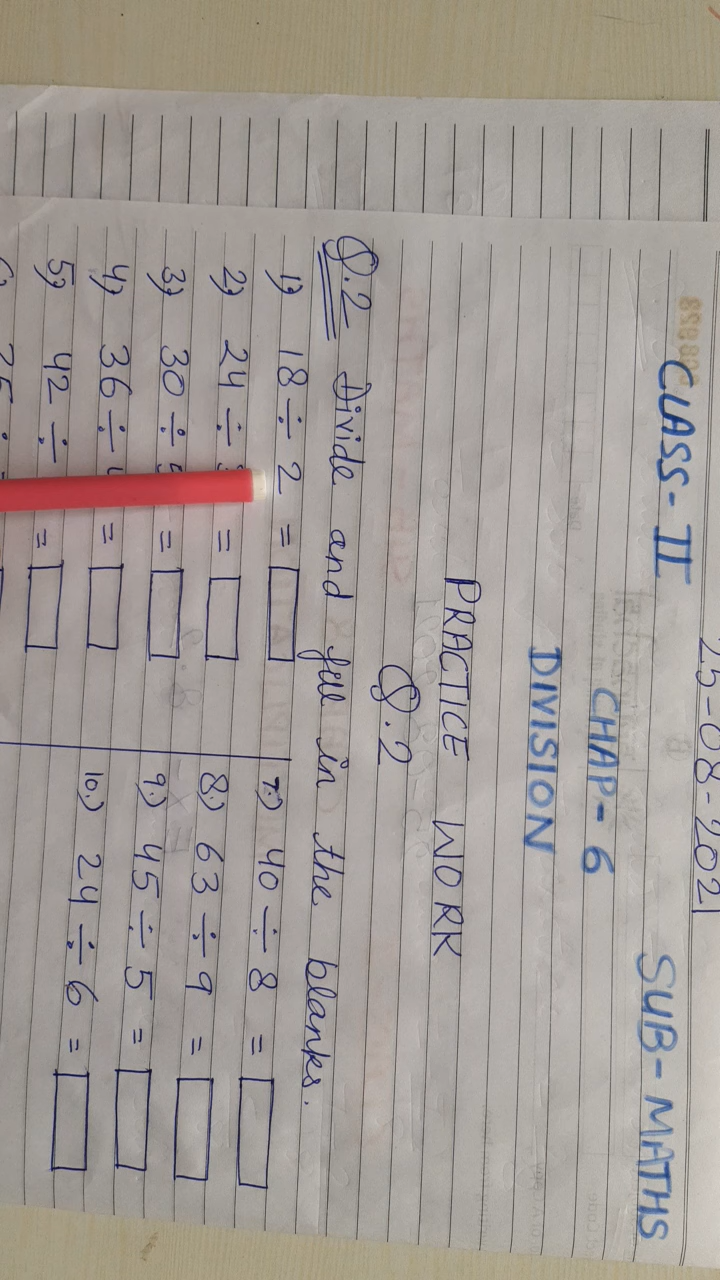 25-08-2021
CLASS-II SUB-MATHS
CHAP-6
DIVISION
PRACTICE WORK
Q.2
Q.2 Divide and fill in the blanks.
1) 18 ÷ 2 =
2) 24 ÷ =
3) 30 ÷ =
4) 36 ÷ =
5) 42 ÷ =
7) 40 ÷ 8 =
8) 63 ÷ 9 =
9) 45 ÷ 5 =
10) 24 ÷ 6 =